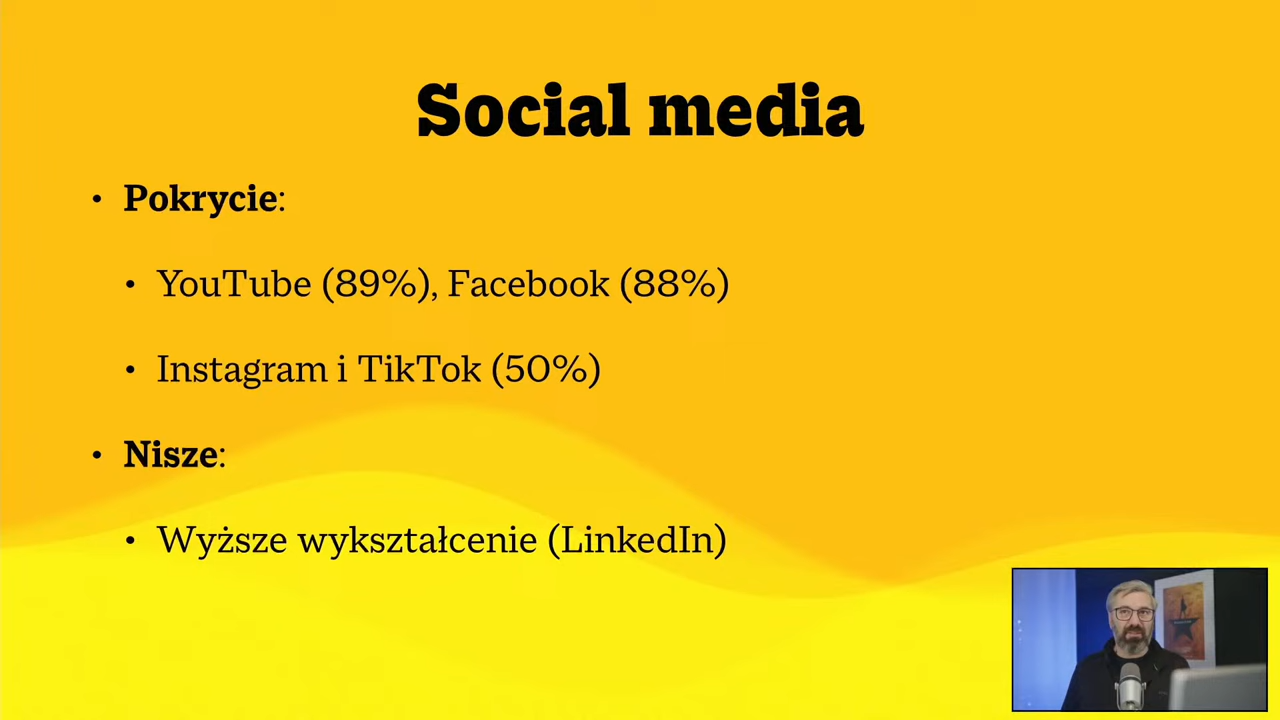 Social media
• Pokrycie:
• YouTube (89%), Facebook (88%)
• Instagram i TikTok (50%)
• Nisze:
• Wyższe wykształcenie (LinkedIn)